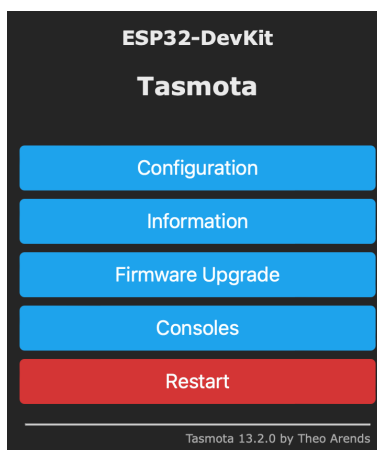 ESP32-DevKit
Tasmota
Configuration
Information
Firmware Upgrade
Consoles
Restart
Tasmota 13.2.0 by Theo Arends